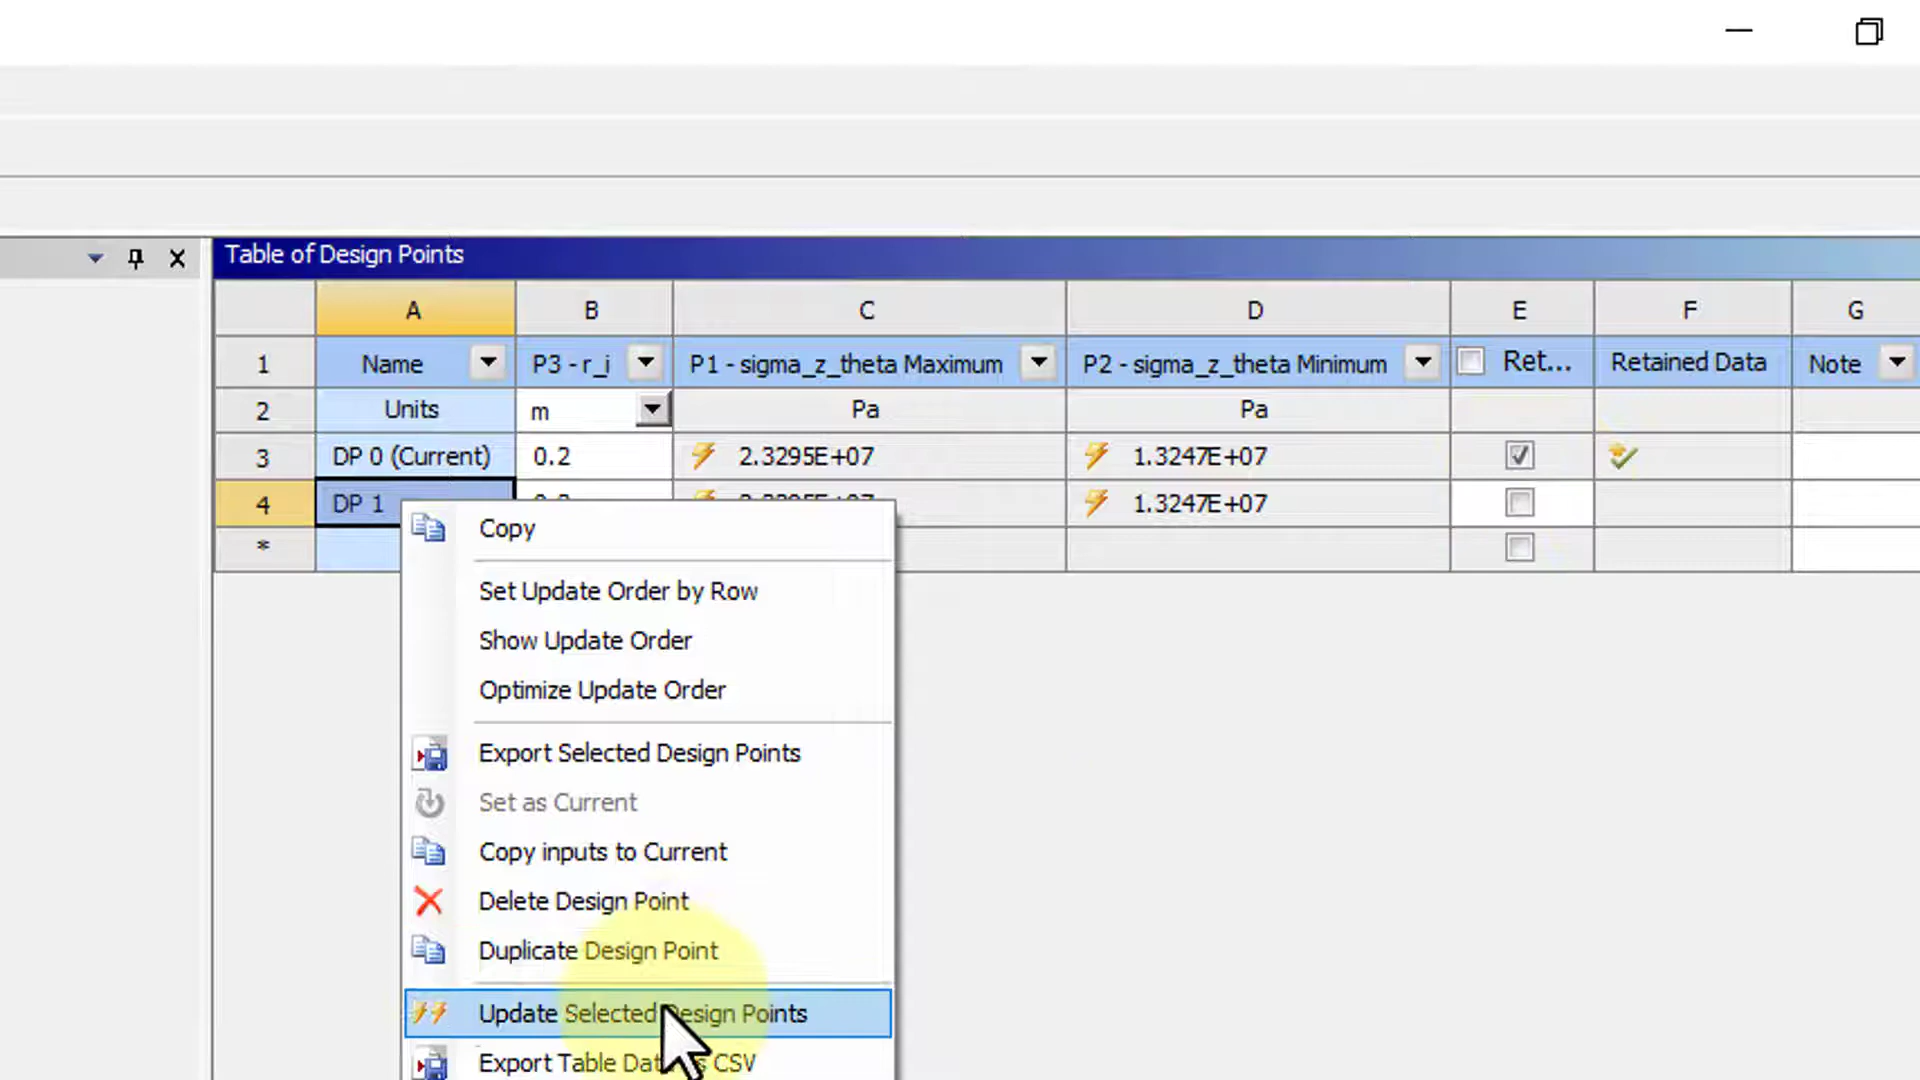 Table of Design Points
A B C D E F G
1 Name P3 - r_i P1 - sigma_z_theta Maximum P2 - sigma_z_theta Minimum Ret... Retained Data Note
2 Units m Pa Pa
3 DP 0 (Current) 0.2 2.3295E+07 1.3247E+07
4 DP 1 1.3247E+07
*
Copy
Set Update Order by Row
Show Update Order
Optimize Update Order
Export Selected Design Points
Set as Current
Copy inputs to Current
Delete Design Point
Duplicate Design Point
Update Selected Design Points
Export Table Data as CSV